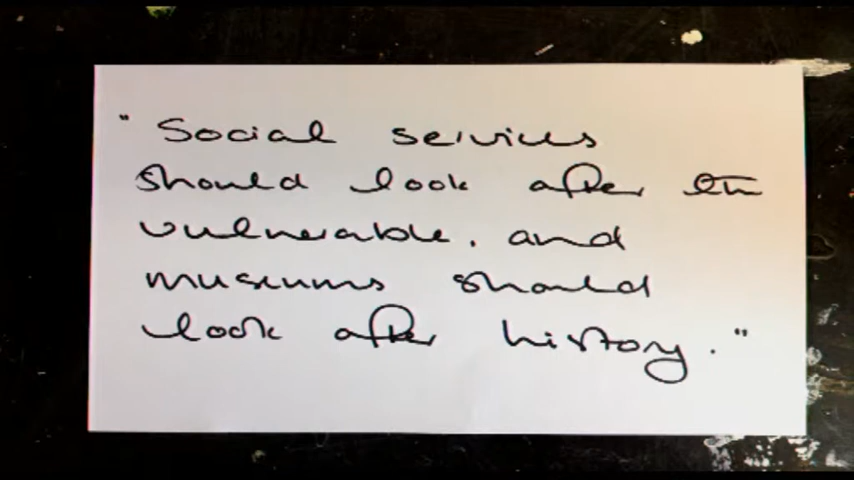 "Social services
should look after the
vulnerable, and
museums should
look after history."